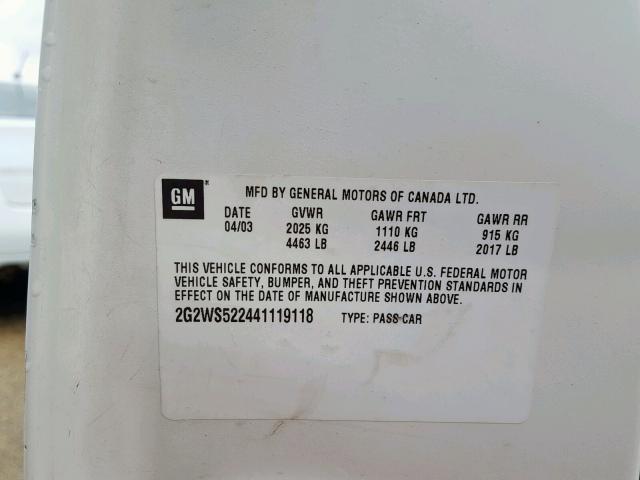 GM MFD BY GENERAL MOTORS OF CANADA LTD.
DATE GVWR GAWR FRT GAWR RR
04/03 2025 KG 1110 KG 915 KG
4463 LB 2446 LB 2017 LB
THIS VEHICLE CONFORMS TO ALL APPLICABLE U.S. FEDERAL MOTOR
VEHICLE SAFETY, BUMPER, AND THEFT PREVENTION STANDARDS IN
EFFECT ON THE DATE OF MANUFACTURE SHOWN ABOVE.
2G2WS522441119118 TYPE: PASS CAR